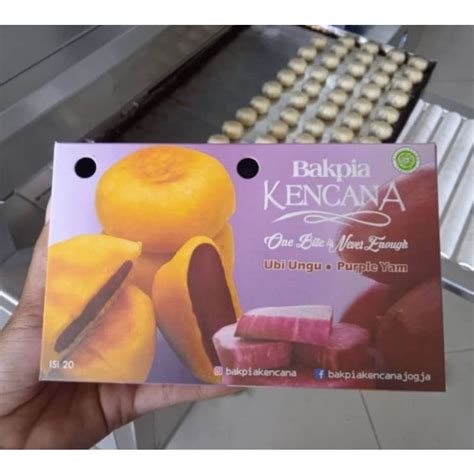 Bakpia
KENCANA
One Bite is Never Enough
Ubi Ungu • Purple Yam
ISI 20
bakpiakencana
bakpiakencanajogja